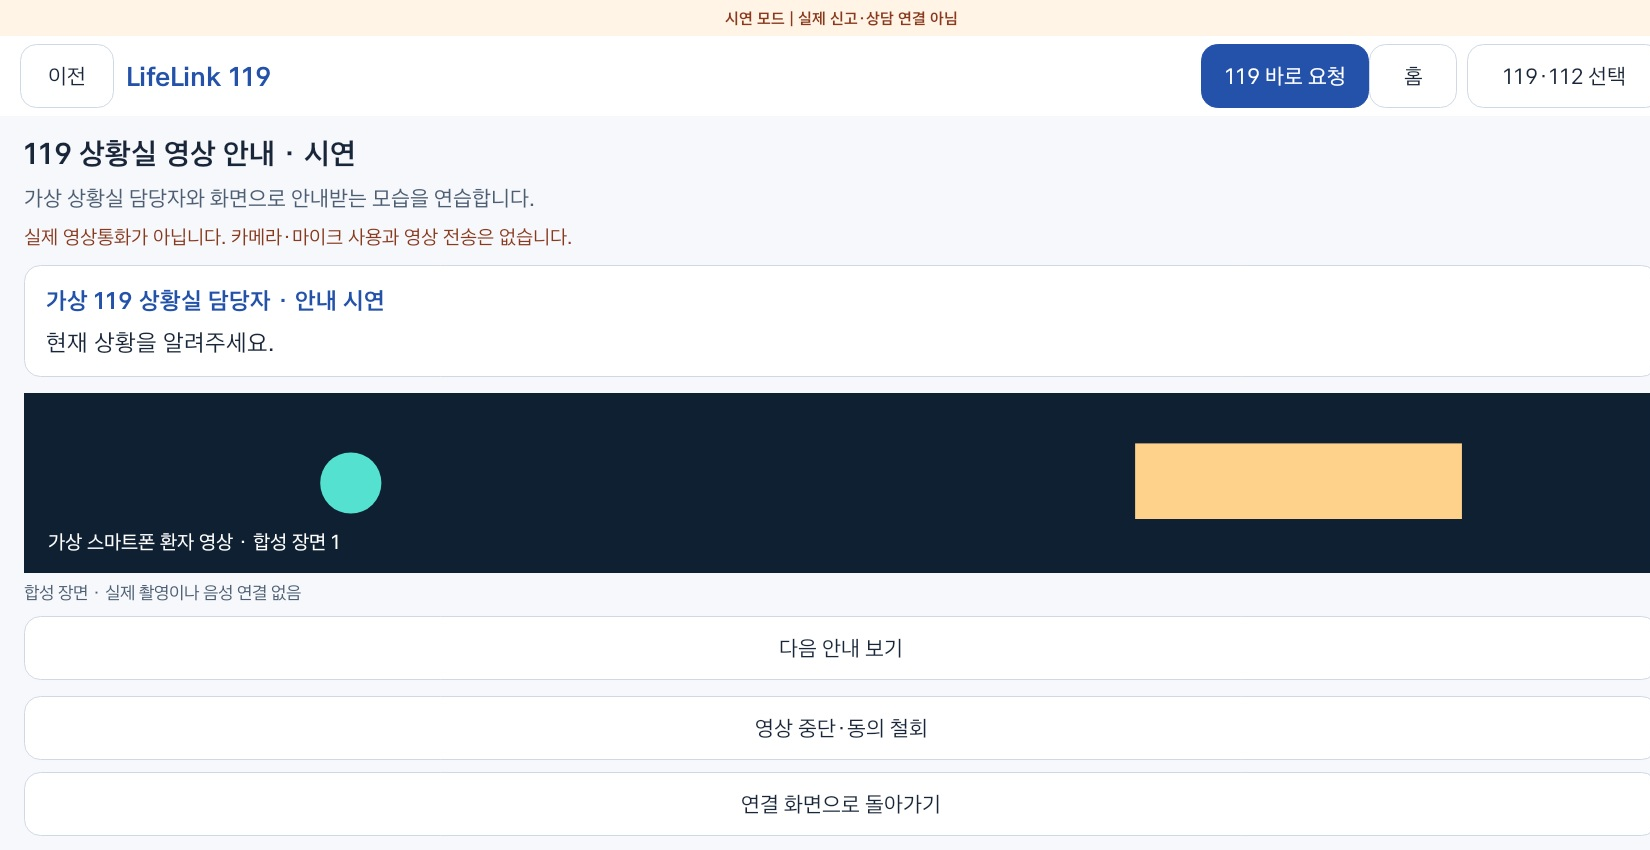 시연 모드 | 실제 신고·상담 연결 아님
이전
LifeLink 119
119 바로 요청
홈
119·112 선택
119 상황실 영상 안내 · 시연
가상 상황실 담당자와 화면으로 안내받는 모습을 연습합니다.
실제 영상통화가 아닙니다. 카메라·마이크 사용과 영상 전송은 없습니다.
가상 119 상황실 담당자 · 안내 시연
현재 상황을 알려주세요.
가상 스마트폰 환자 영상 · 합성 장면 1
합성 장면 · 실제 촬영이나 음성 연결 없음
다음 안내 보기
영상 중단·동의 철회
연결 화면으로 돌아가기